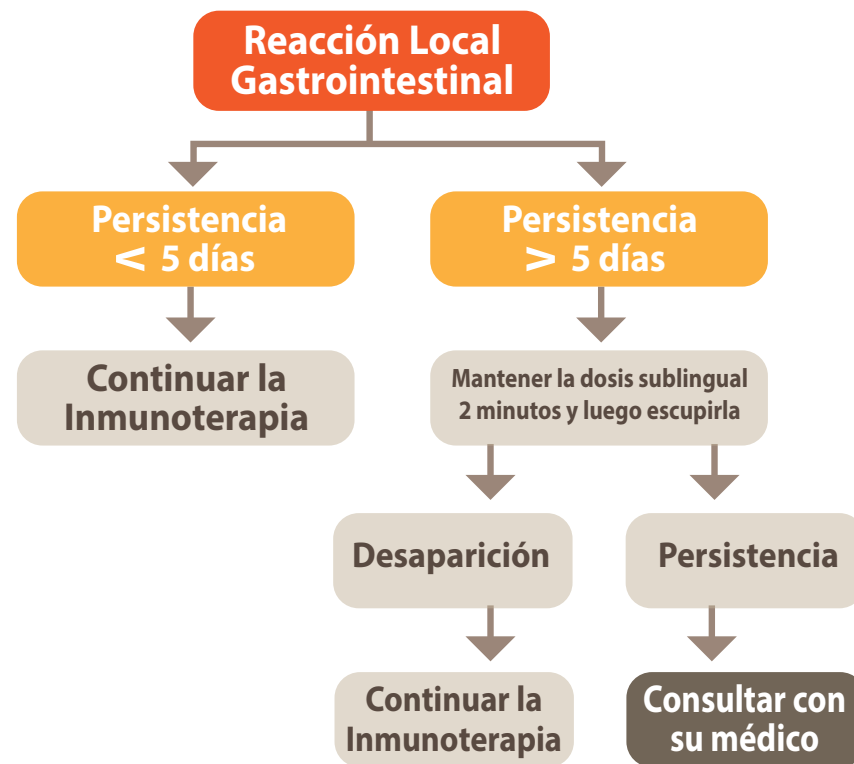 Reacción Local
Gastrointestinal
Persistencia
< 5 días
Persistencia
> 5 días
Continuar la
Inmunoterapia
Mantener la dosis sublingual
2 minutos y luego escupirla
Desaparición
Persistencia
Continuar la
Inmunoterapia
Consultar con
su médico